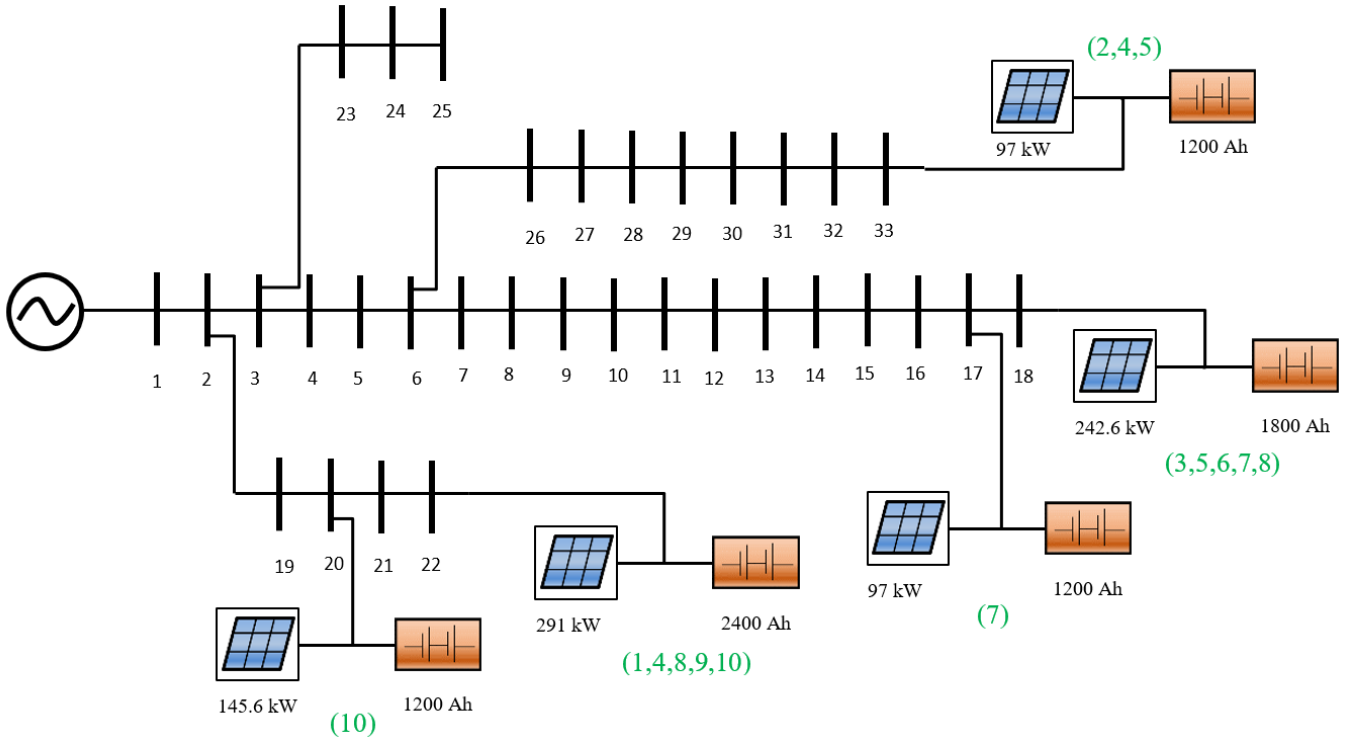 23 24 25
(2,4,5)
97 kW
1200 Ah
26 27 28 29 30 31 32 33
1 2 3 4 5 6 7 8 9 10 11 12 13 14 15 16 17 18
242.6 kW
1800 Ah
(3,5,6,7,8)
19 20 21 22
97 kW
1200 Ah
(7)
291 kW
2400 Ah
(1,4,8,9,10)
145.6 kW
1200 Ah
(10)